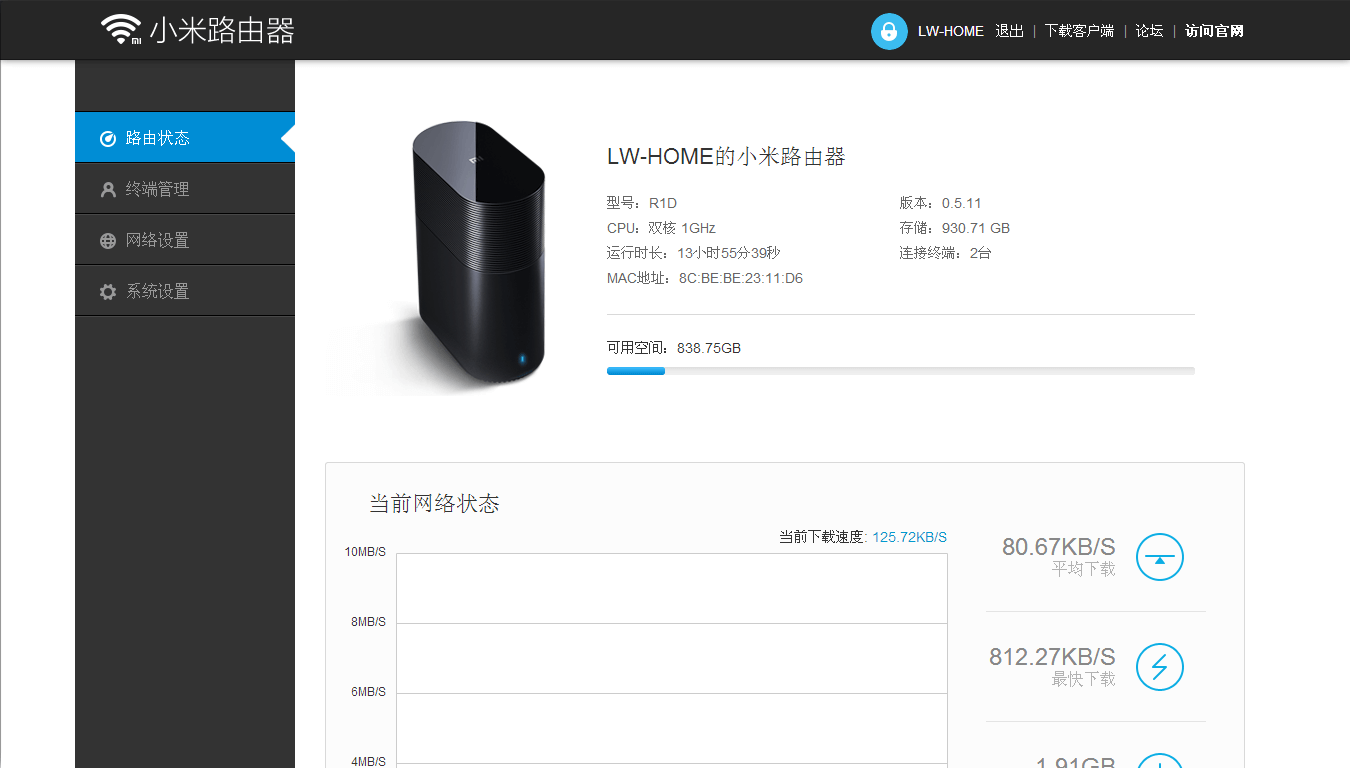 MI 小米路由器
LW-HOME 退出 | 下载客户端 | 论坛 | 访问官网
路由状态
终端管理
网络设置
系统设置
mi
LW-HOME的小米路由器
型号：R1D
版本：0.5.11
CPU：双核 1GHz
存储：930.71 GB
运行时长：13小时55分39秒
连接终端：2台
MAC地址：8C:BE:BE:23:11:D6
可用空间：838.75GB
当前网络状态
当前下载速度: 125.72KB/S
10MB/S
8MB/S
6MB/S
4MB/S
80.67KB/S
平均下载
812.27KB/S
最快下载
1.91GB